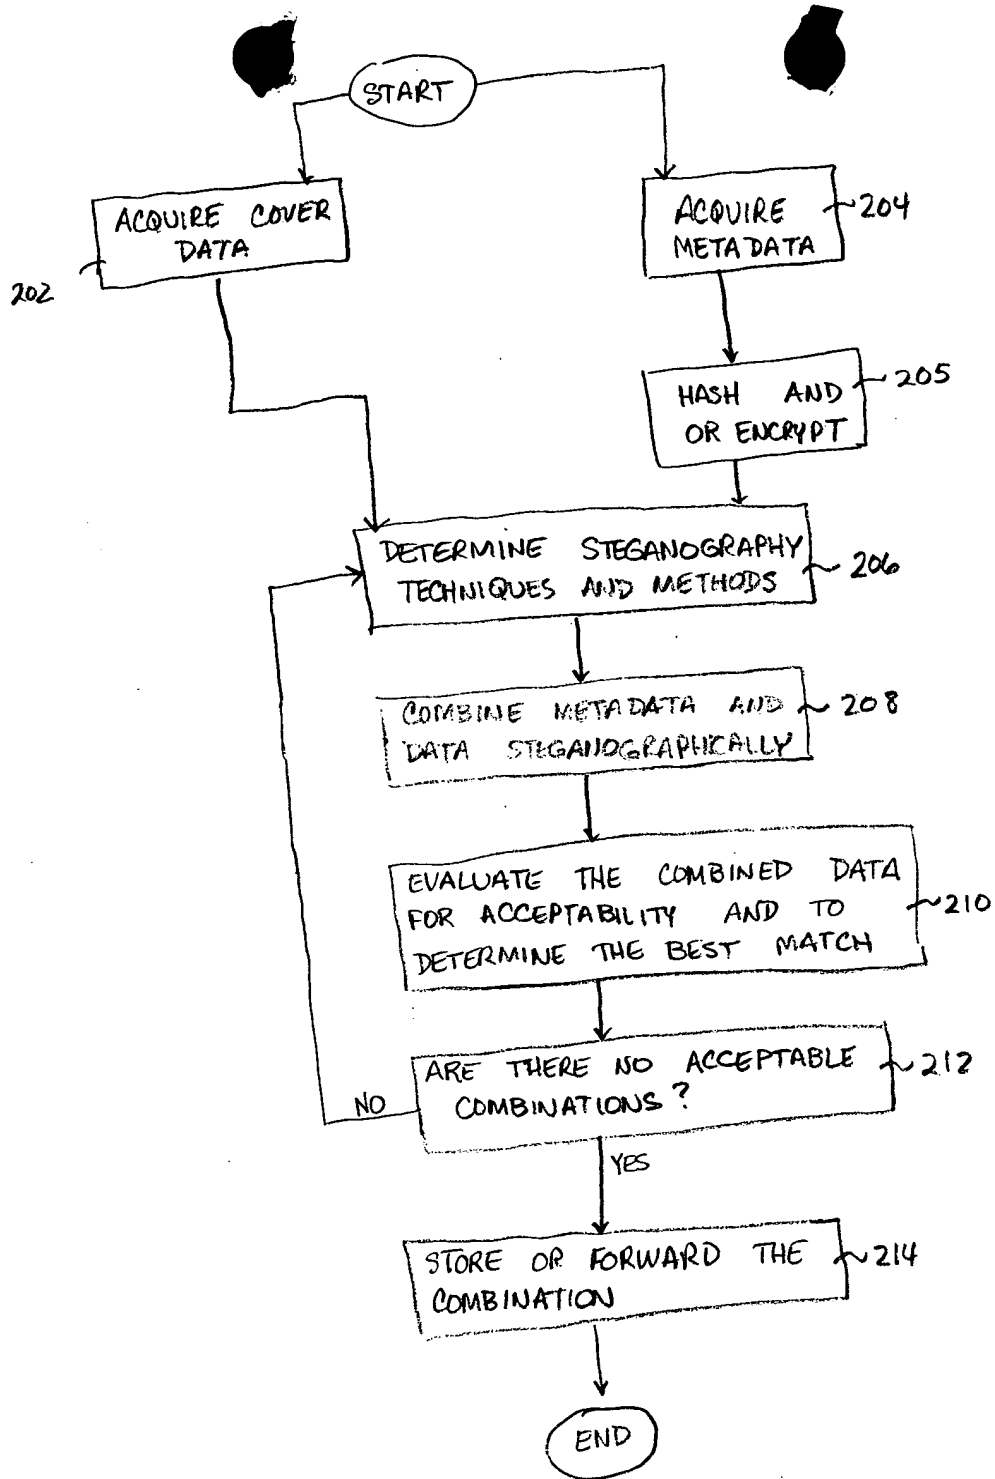 START
ACQUIRE COVER
DATA
202
ACQUIRE
METADATA
204
HASH AND
OR ENCRYPT
205
DETERMINE STEGANOGRAPHY
TECHNIQUES AND METHODS
206
COMBINE METADATA AND
DATA STEGANOGRAPHICALLY
208
EVALUATE THE COMBINED DATA
FOR ACCEPTABILITY AND TO
DETERMINE THE BEST MATCH
210
ARE THERE NO ACCEPTABLE
COMBINATIONS?
212
NO
YES
STORE OR FORWARD THE
COMBINATION
214
END